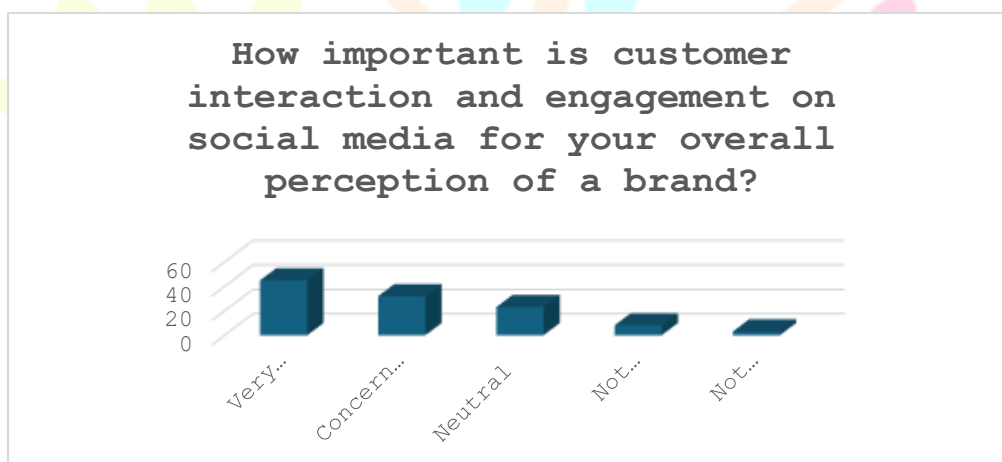 How important is customer
interaction and engagement on
social media for your overall
perception of a brand?
60
40
20
0
Very…
Concern…
Neutral
Not…
Not…